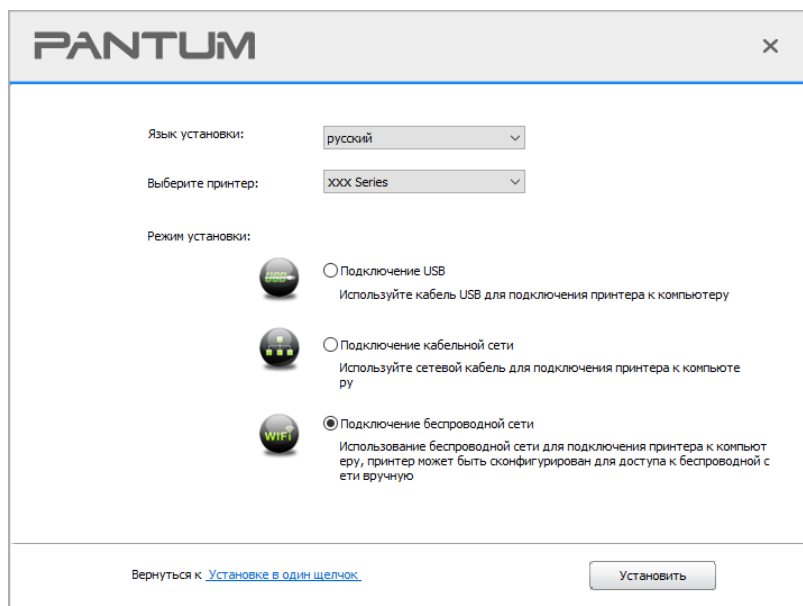 PANTUM
Язык установки:
русский
Выберите принтер:
XXX Series
Режим установки:
USB
Подключение USB
Используйте кабель USB для подключения принтера к компьютеру
Подключение кабельной сети
Используйте сетевой кабель для подключения принтера к компьюте
ру
WiFi
Подключение беспроводной сети
Использование беспроводной сети для подключения принтера к компьют
еру, принтер может быть сконфигурирован для доступа к беспроводной с
ети вручную
Вернуться к Установке в один щелчок
Установить